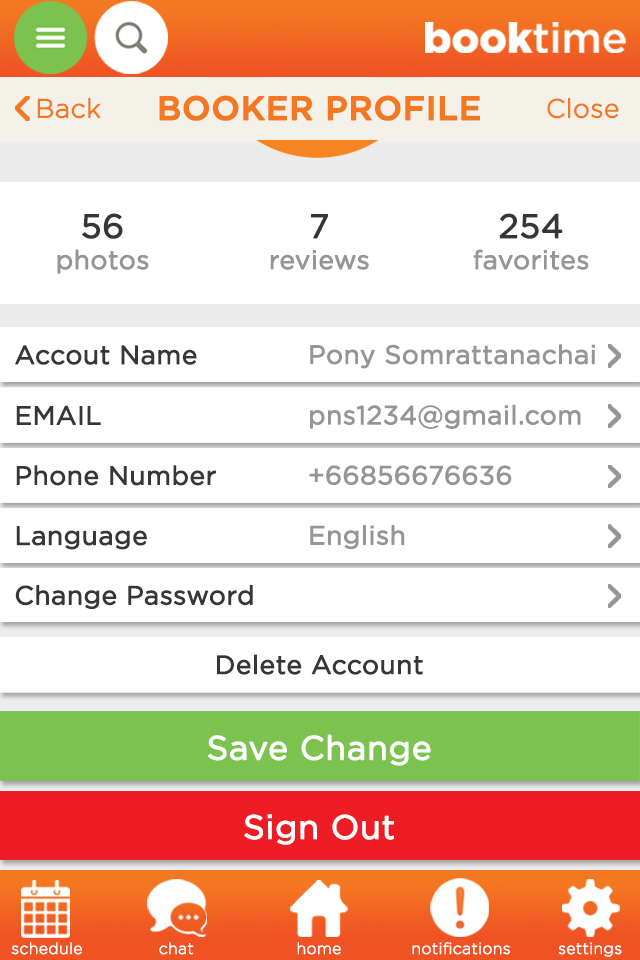 booktime
Back BOOKER PROFILE Close
56 7 254
photos reviews favorites
Accout Name Pony Somrattanachai
EMAIL pns1234@gmail.com
Phone Number +66856676636
Language English
Change Password
Delete Account
Save Change
Sign Out
schedule chat home notifications settings